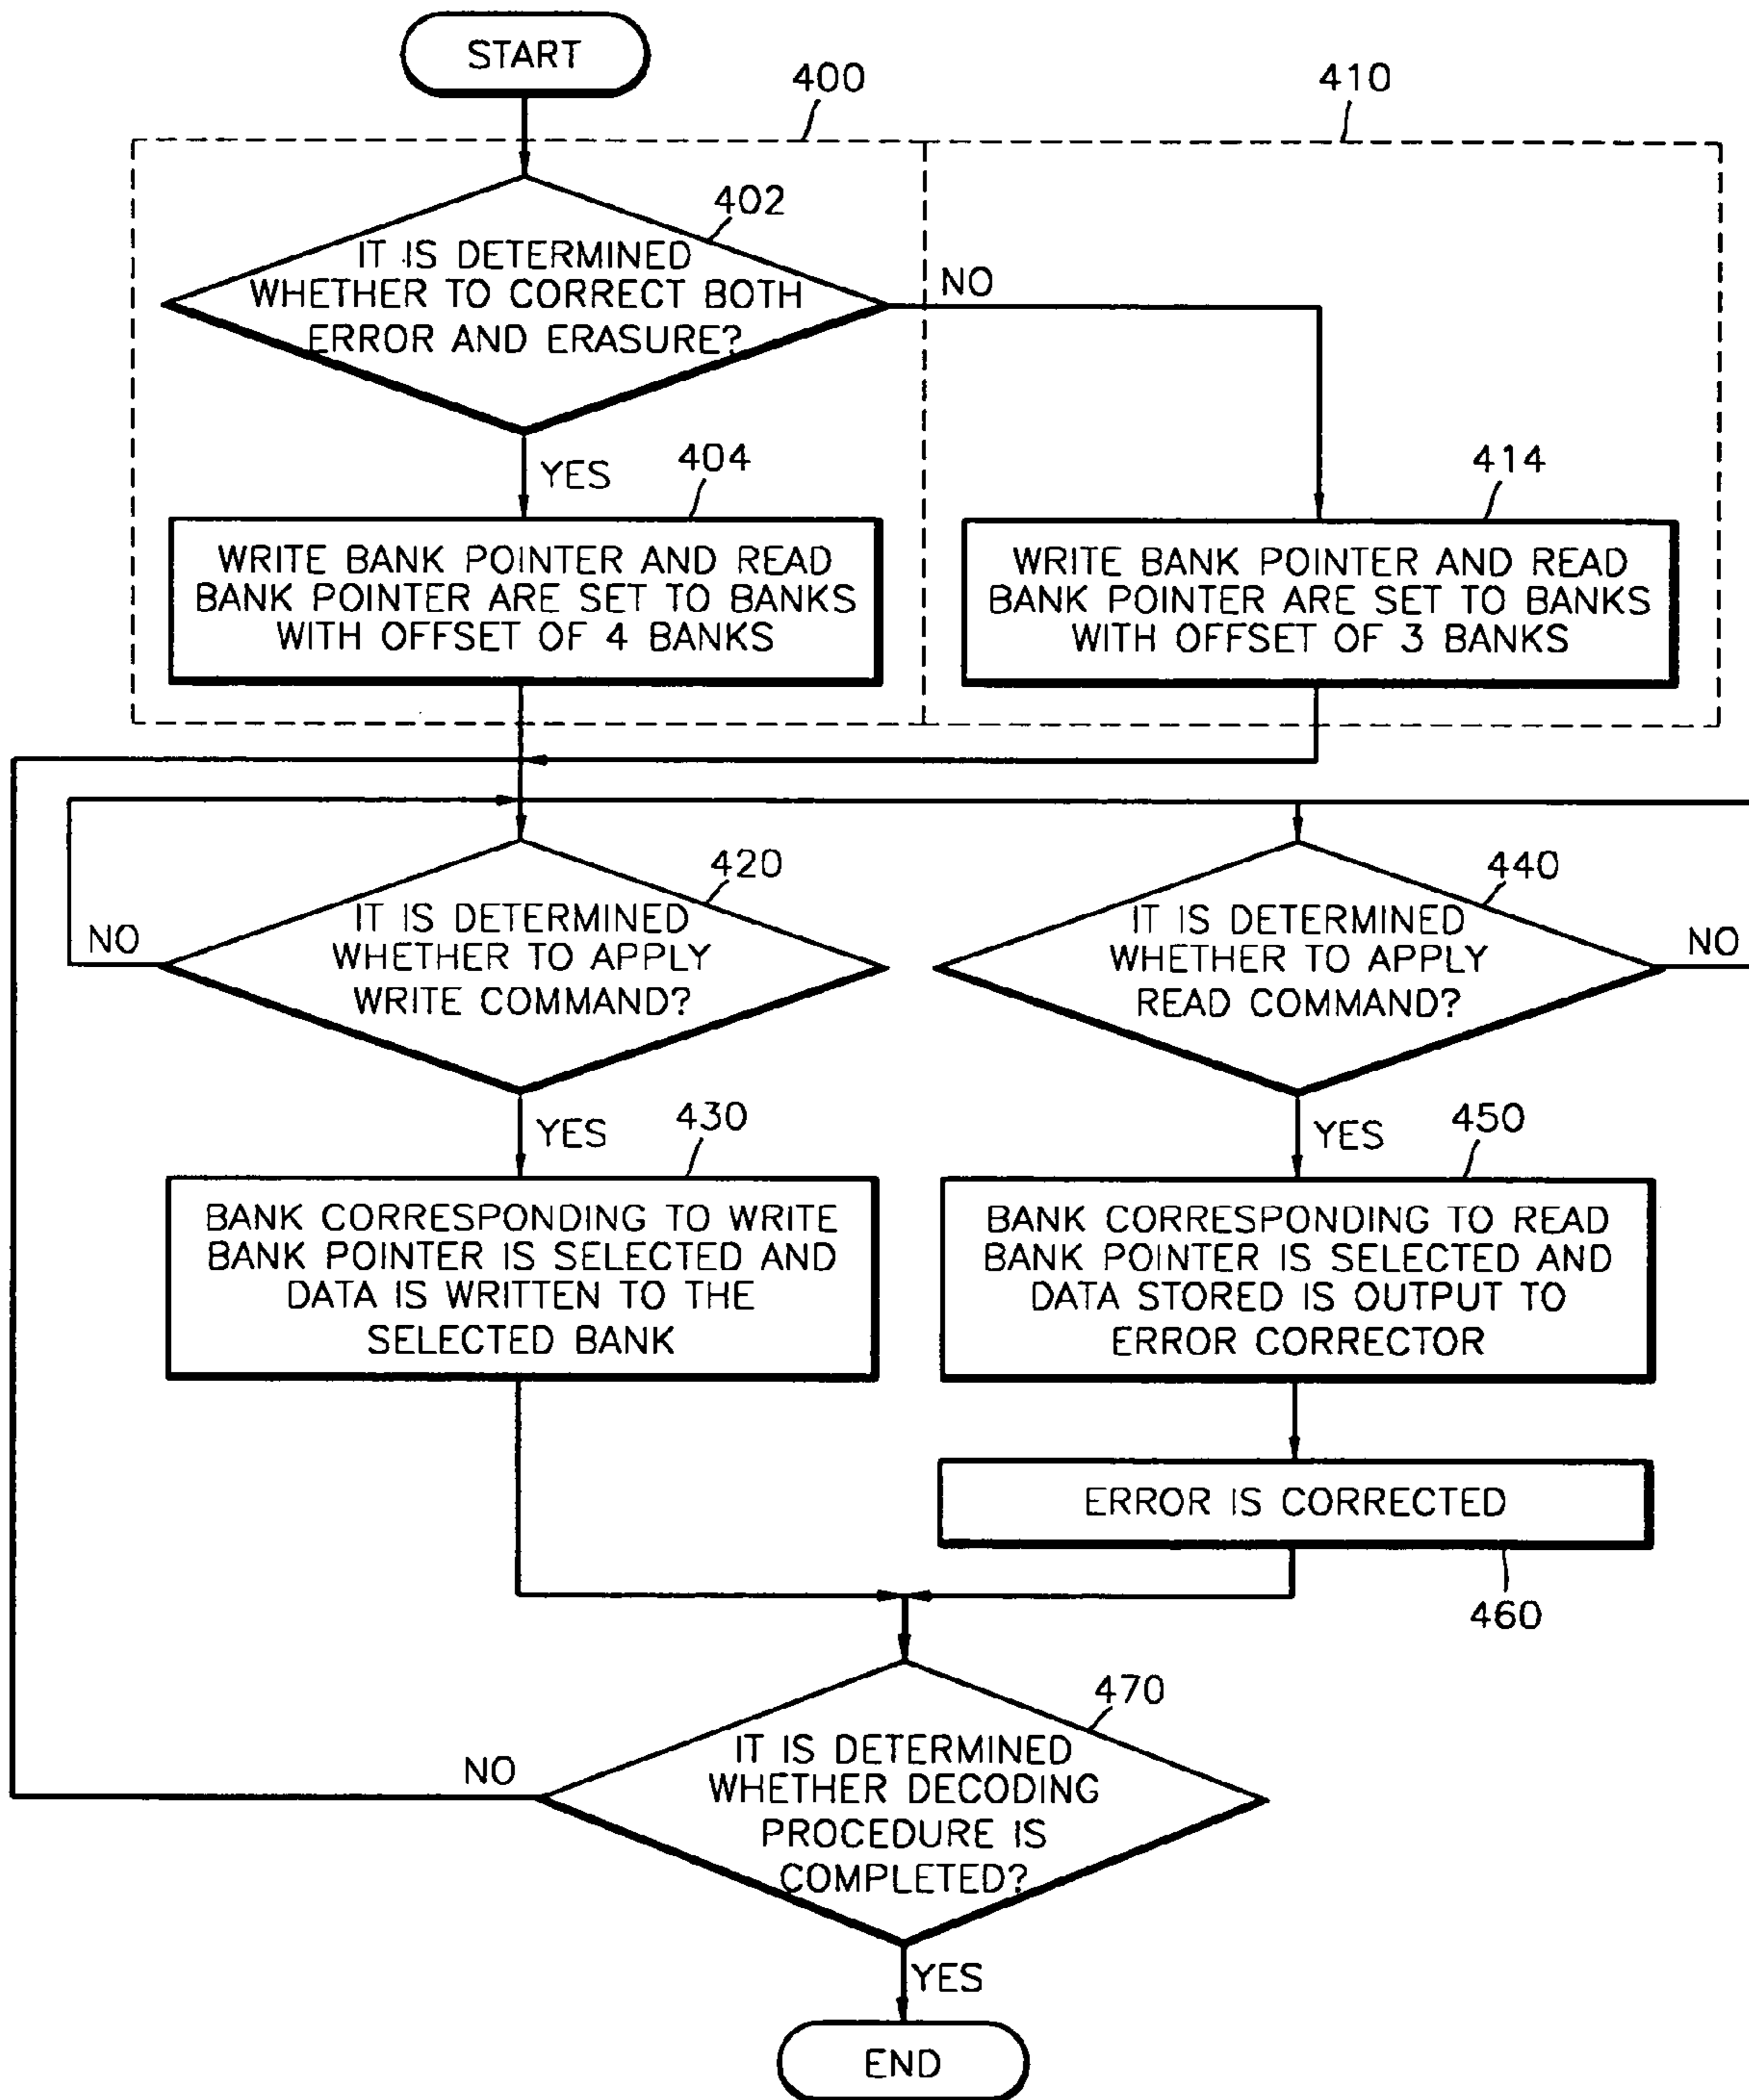 START
400
410
402
IT IS DETERMINED
WHETHER TO CORRECT BOTH
ERROR AND ERASURE?
NO
YES
404
WRITE BANK POINTER AND READ
BANK POINTER ARE SET TO BANKS
WITH OFFSET OF 4 BANKS
414
WRITE BANK POINTER AND READ
BANK POINTER ARE SET TO BANKS
WITH OFFSET OF 3 BANKS
420
IT IS DETERMINED
WHETHER TO APPLY
WRITE COMMAND?
NO
440
IT IS DETERMINED
WHETHER TO APPLY
READ COMMAND?
NO
YES
430
BANK CORRESPONDING TO WRITE
BANK POINTER IS SELECTED AND
DATA IS WRITTEN TO THE
SELECTED BANK
YES
450
BANK CORRESPONDING TO READ
BANK POINTER IS SELECTED AND
DATA STORED IS OUTPUT TO
ERROR CORRECTOR
ERROR IS CORRECTED
460
470
IT IS DETERMINED
WHETHER DECODING
PROCEDURE IS
COMPLETED?
NO
YES
END